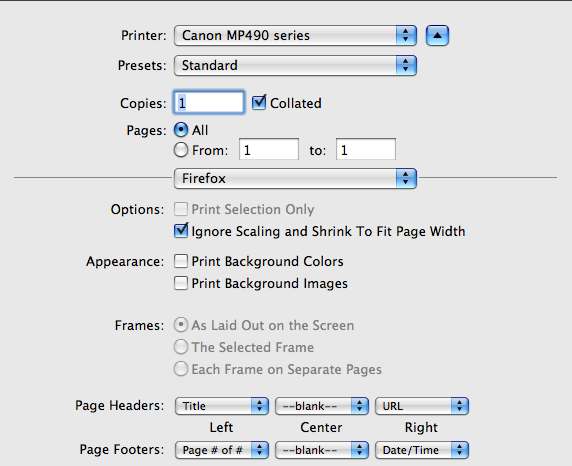 Printer: Canon MP490 series
Presets: Standard
Copies: 1 Collated
Pages: All
From: 1 to: 1
Firefox
Options: Print Selection Only
Ignore Scaling and Shrink To Fit Page Width
Appearance: Print Background Colors
Print Background Images
Frames: As Laid Out on the Screen
The Selected Frame
Each Frame on Separate Pages
Page Headers: Title --blank-- URL
Left Center Right
Page Footers: Page # of # --blank-- Date/Time